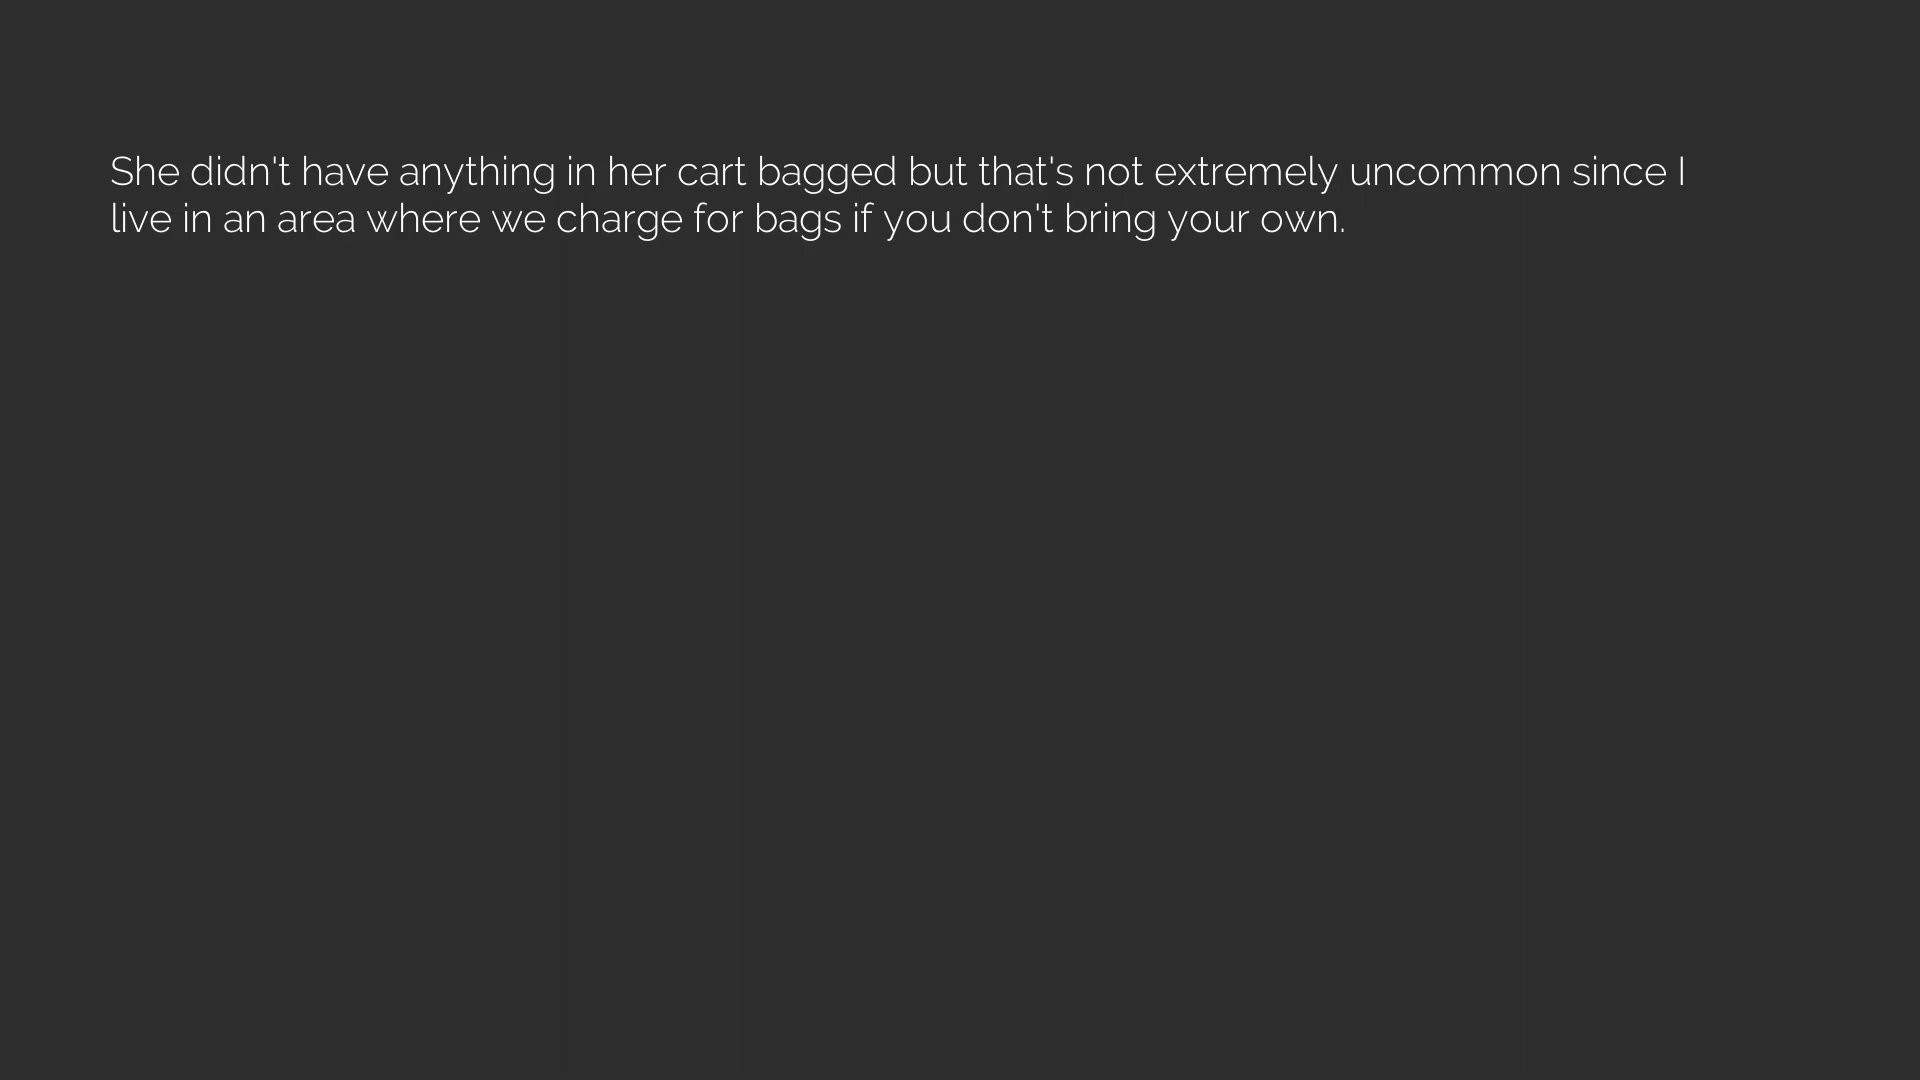 She didn't have anything in her cart bagged but that's not extremely uncommon since I
live in an area where we charge for bags if you don't bring your own.